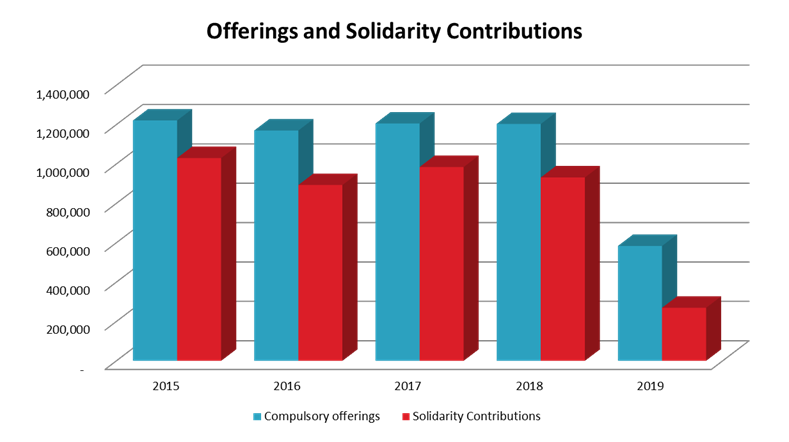 Offerings and Solidarity Contributions
1,400,000
1,200,000
1,000,000
800,000
600,000
400,000
200,000
-
2015 2016 2017 2018 2019
Compulsory offerings Solidarity Contributions